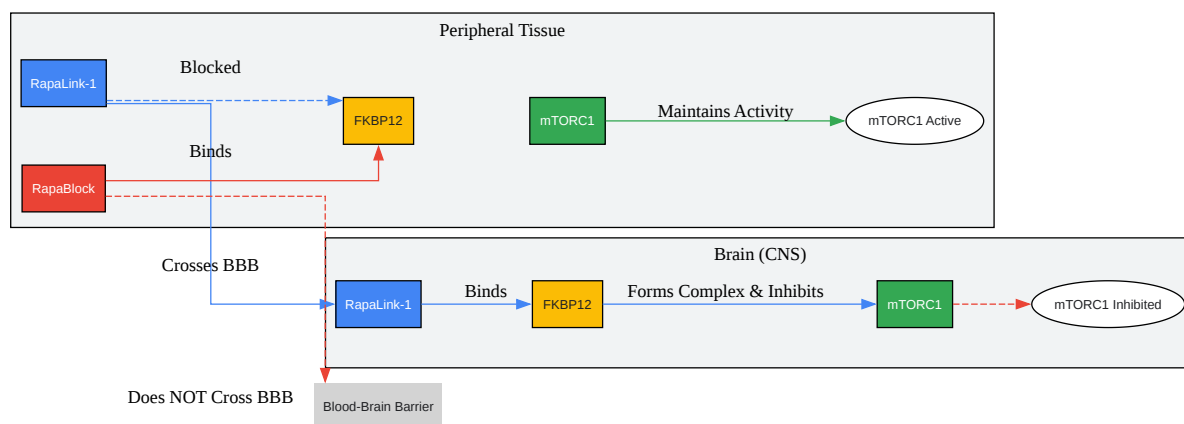 Peripheral Tissue
RapaLink-1
Blocked
FKBP12
mTORC1
Maintains Activity
mTORC1 Active
Binds
RapaBlock
Brain (CNS)
Crosses BBB
RapaLink-1
Binds
FKBP12
Forms Complex & Inhibits
mTORC1
mTORC1 Inhibited
Does NOT Cross BBB
Blood-Brain Barrier